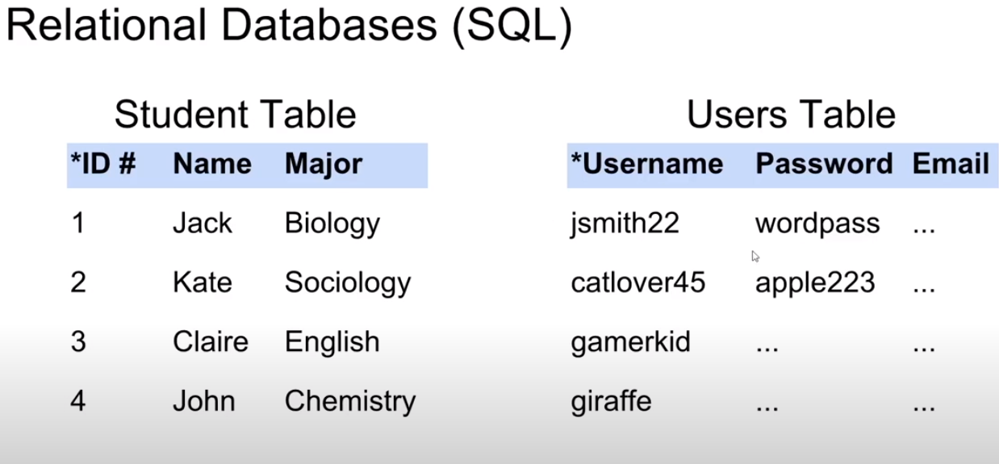 Relational Databases (SQL)
Student Table
*ID # Name Major
1 Jack Biology
2 Kate Sociology
3 Claire English
4 John Chemistry
Users Table
*Username Password Email
jsmith22 wordpass ...
catlover45 apple223 ...
gamerkid ... ...
giraffe ... ...